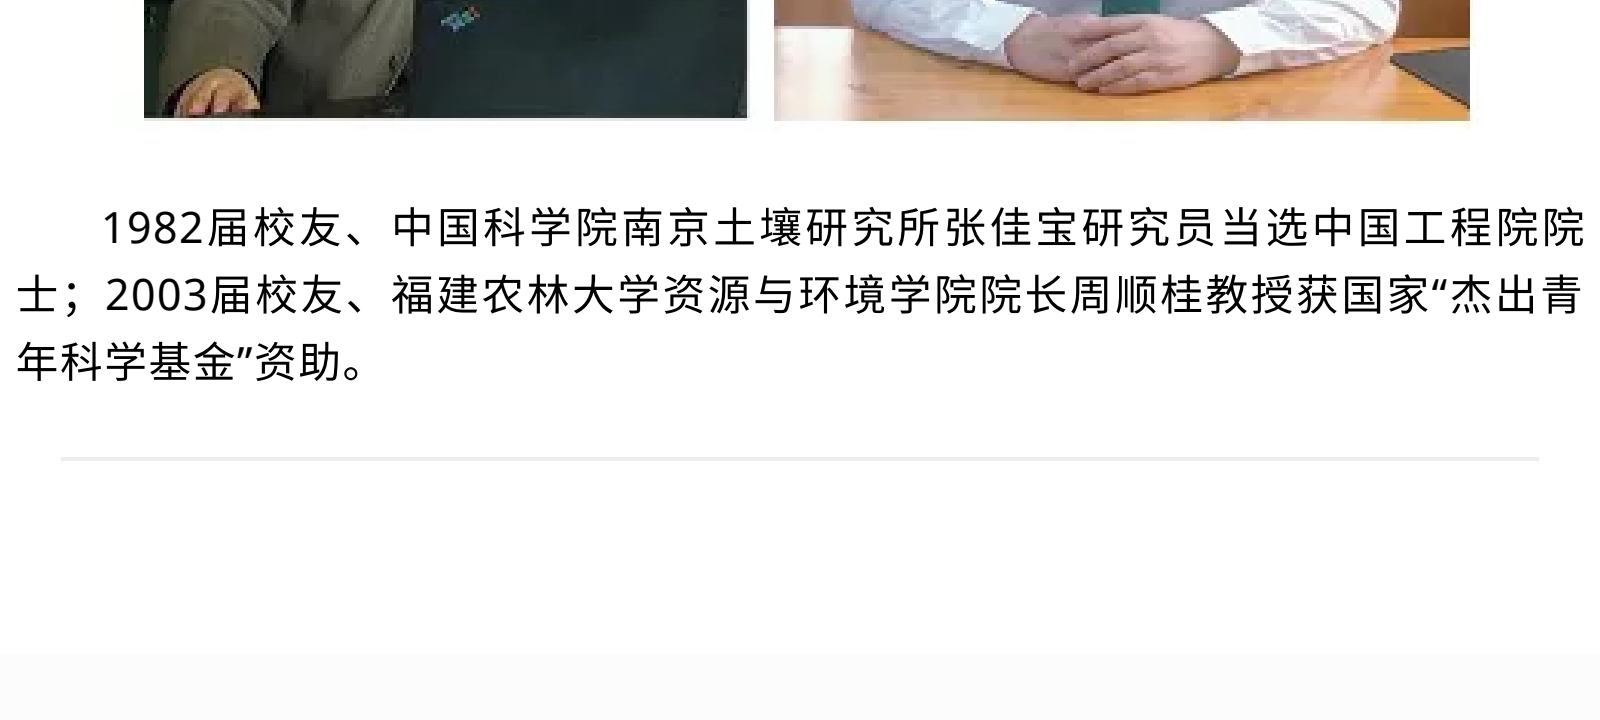 1982届校友、中国科学院南京土壤研究所张佳宝研究员当选中国工程院院
士；2003届校友、福建农林大学资源与环境学院院长周顺桂教授获国家“杰出青
年科学基金”资助。